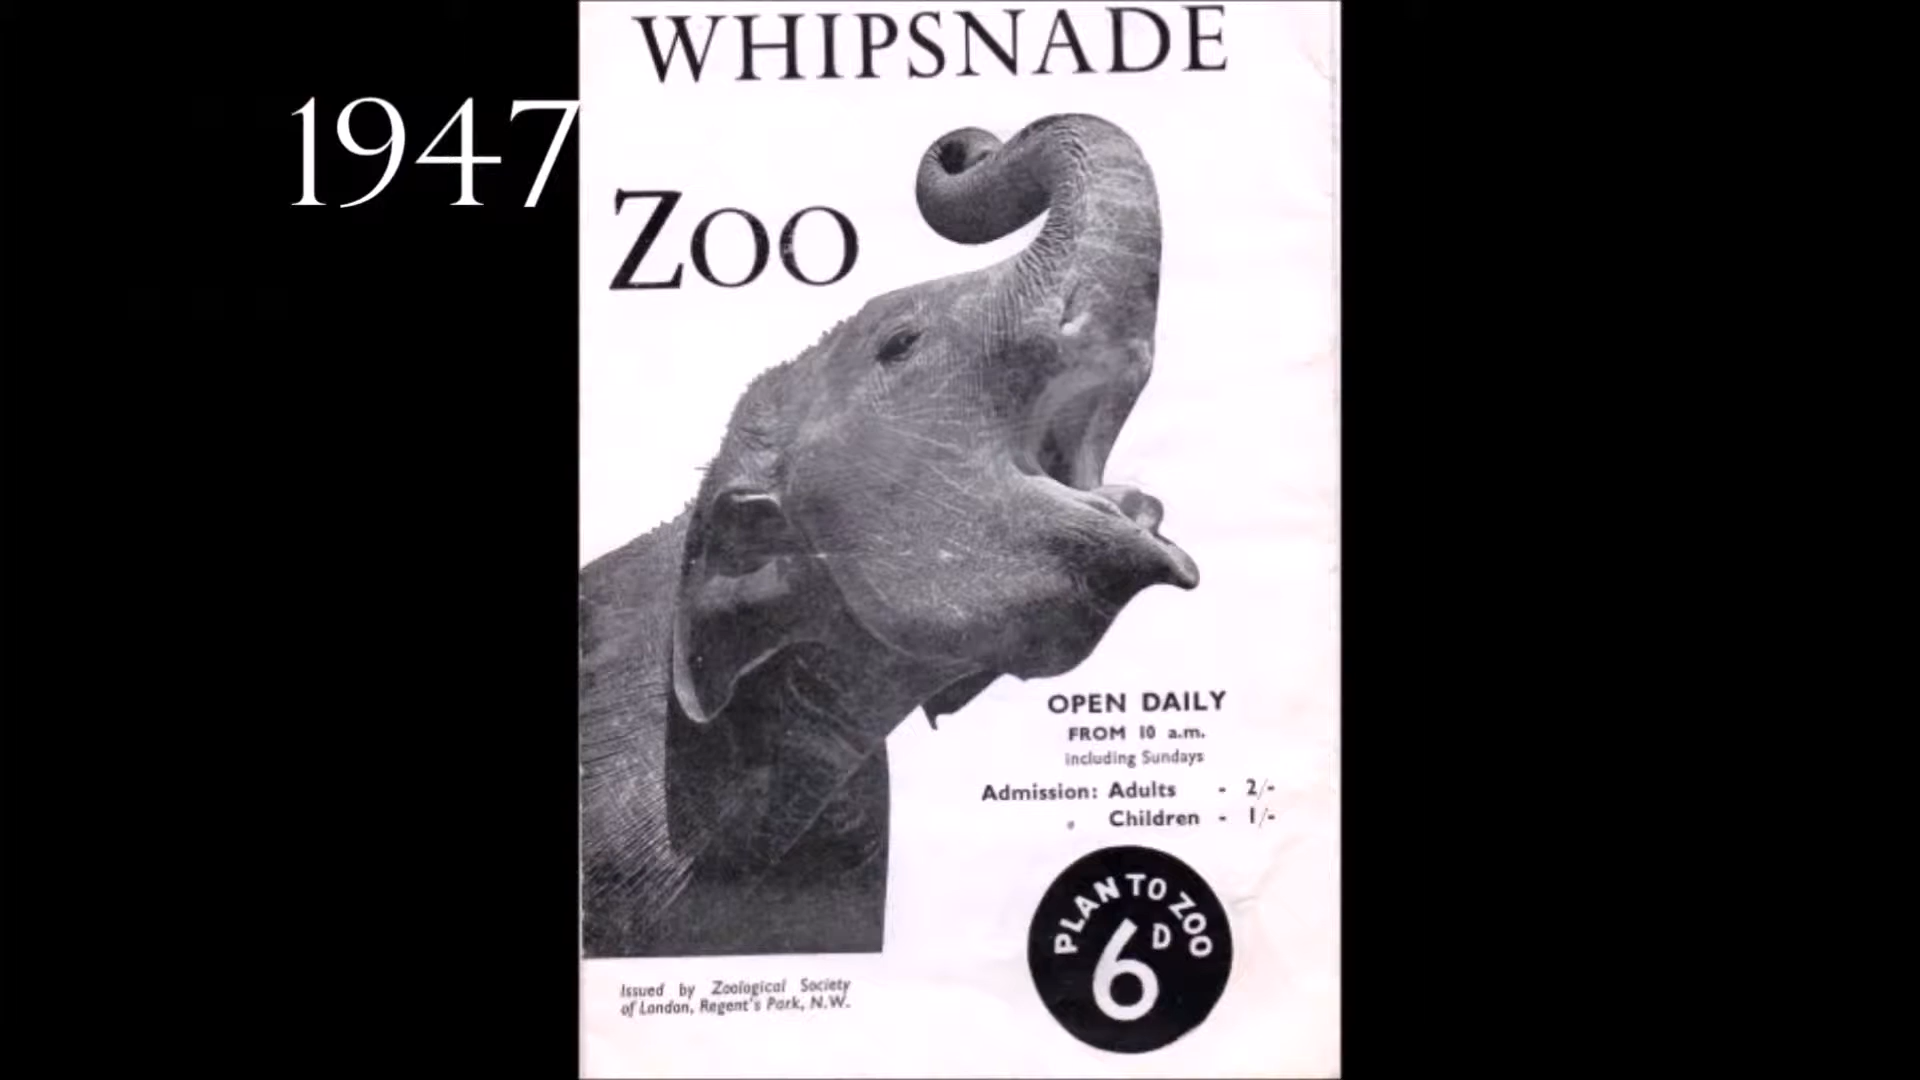 WHIPSNADE
1947
ZOO
OPEN DAILY
FROM 10 a.m.
including Sundays
Admission: Adults - 2/-
Children - 1/-
PLAN TO ZOO
6D
Issued by Zoological Society
of London, Regent's Park, N.W.